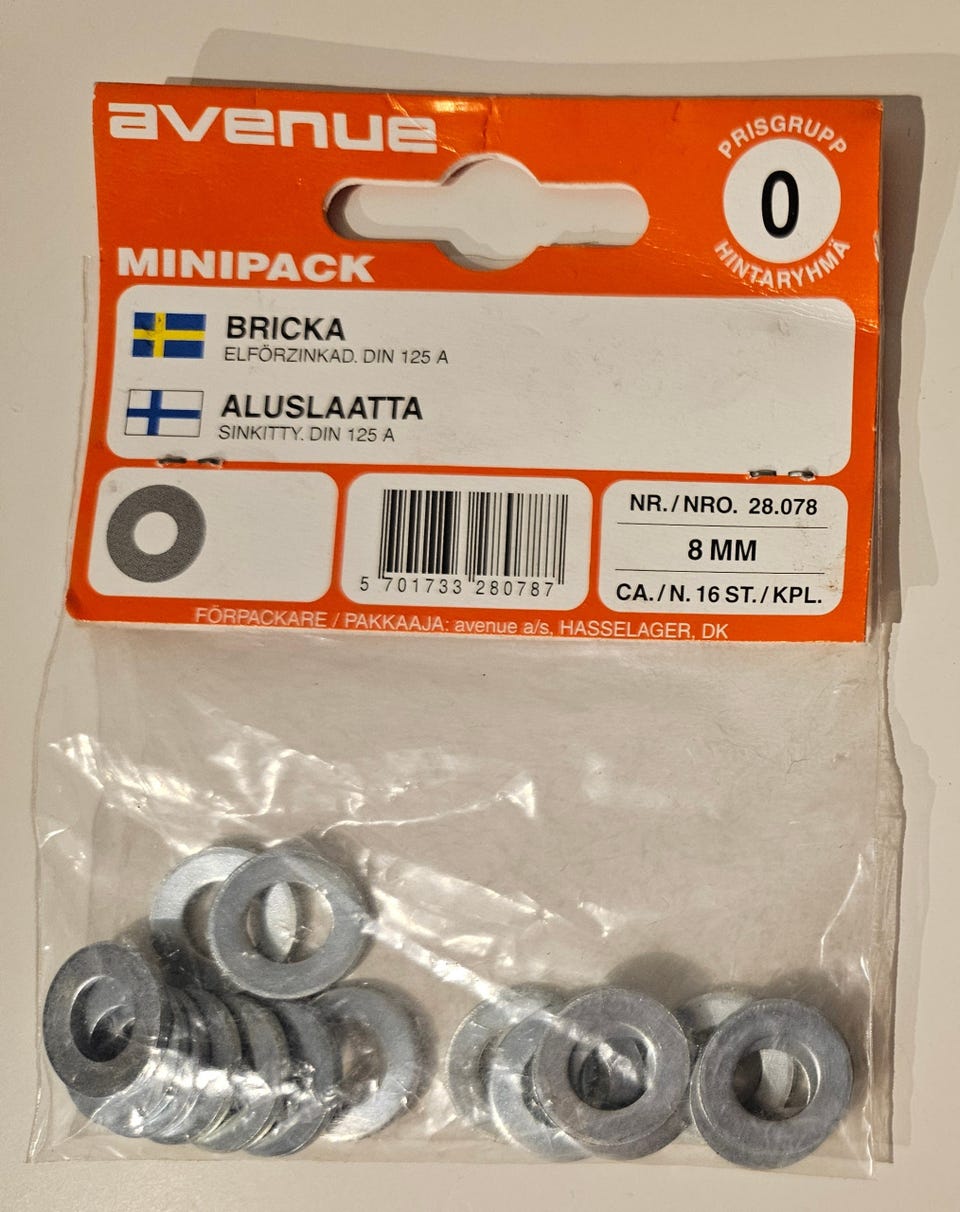 avenue
PRISGRUPP
0
HINTARYHMÄ
MINIPACK
BRICKA
ELFÖRZINKAD. DIN 125 A
ALUSLAATTA
SINKITTY. DIN 125 A
NR./NRO. 28.078
8 MM
CA./N. 16 ST./KPL.
5 701733 280787
FÖRPACKARE / PAKKAAJA: avenue a/s, HASSELAGER, DK